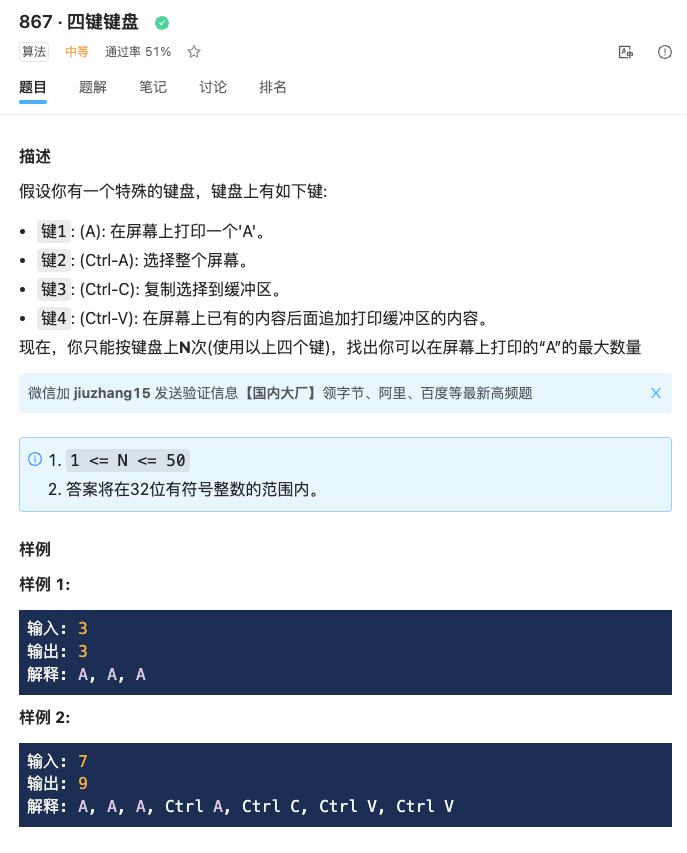 867 · 四键键盘
算法 中等 通过率 51%
题目 题解 笔记 讨论 排名
描述
假设你有一个特殊的键盘，键盘上有如下键:
• 键1 : (A): 在屏幕上打印一个'A'。
• 键2 : (Ctrl-A): 选择整个屏幕。
• 键3 : (Ctrl-C): 复制选择到缓冲区。
• 键4 : (Ctrl-V): 在屏幕上已有的内容后面追加打印缓冲区的内容。
现在，你只能按键盘上N次(使用以上四个键)，找出你可以在屏幕上打印的“A”的最大数量
微信加 jiuzhang15 发送验证信息【国内大厂】领字节、阿里、百度等最新高频题
1. 1 <= N <= 50
2. 答案将在32位有符号整数的范围内。
样例
样例 1:
输入: 3
输出: 3
解释: A, A, A
样例 2:
输入: 7
输出: 9
解释: A, A, A, Ctrl A, Ctrl C, Ctrl V, Ctrl V